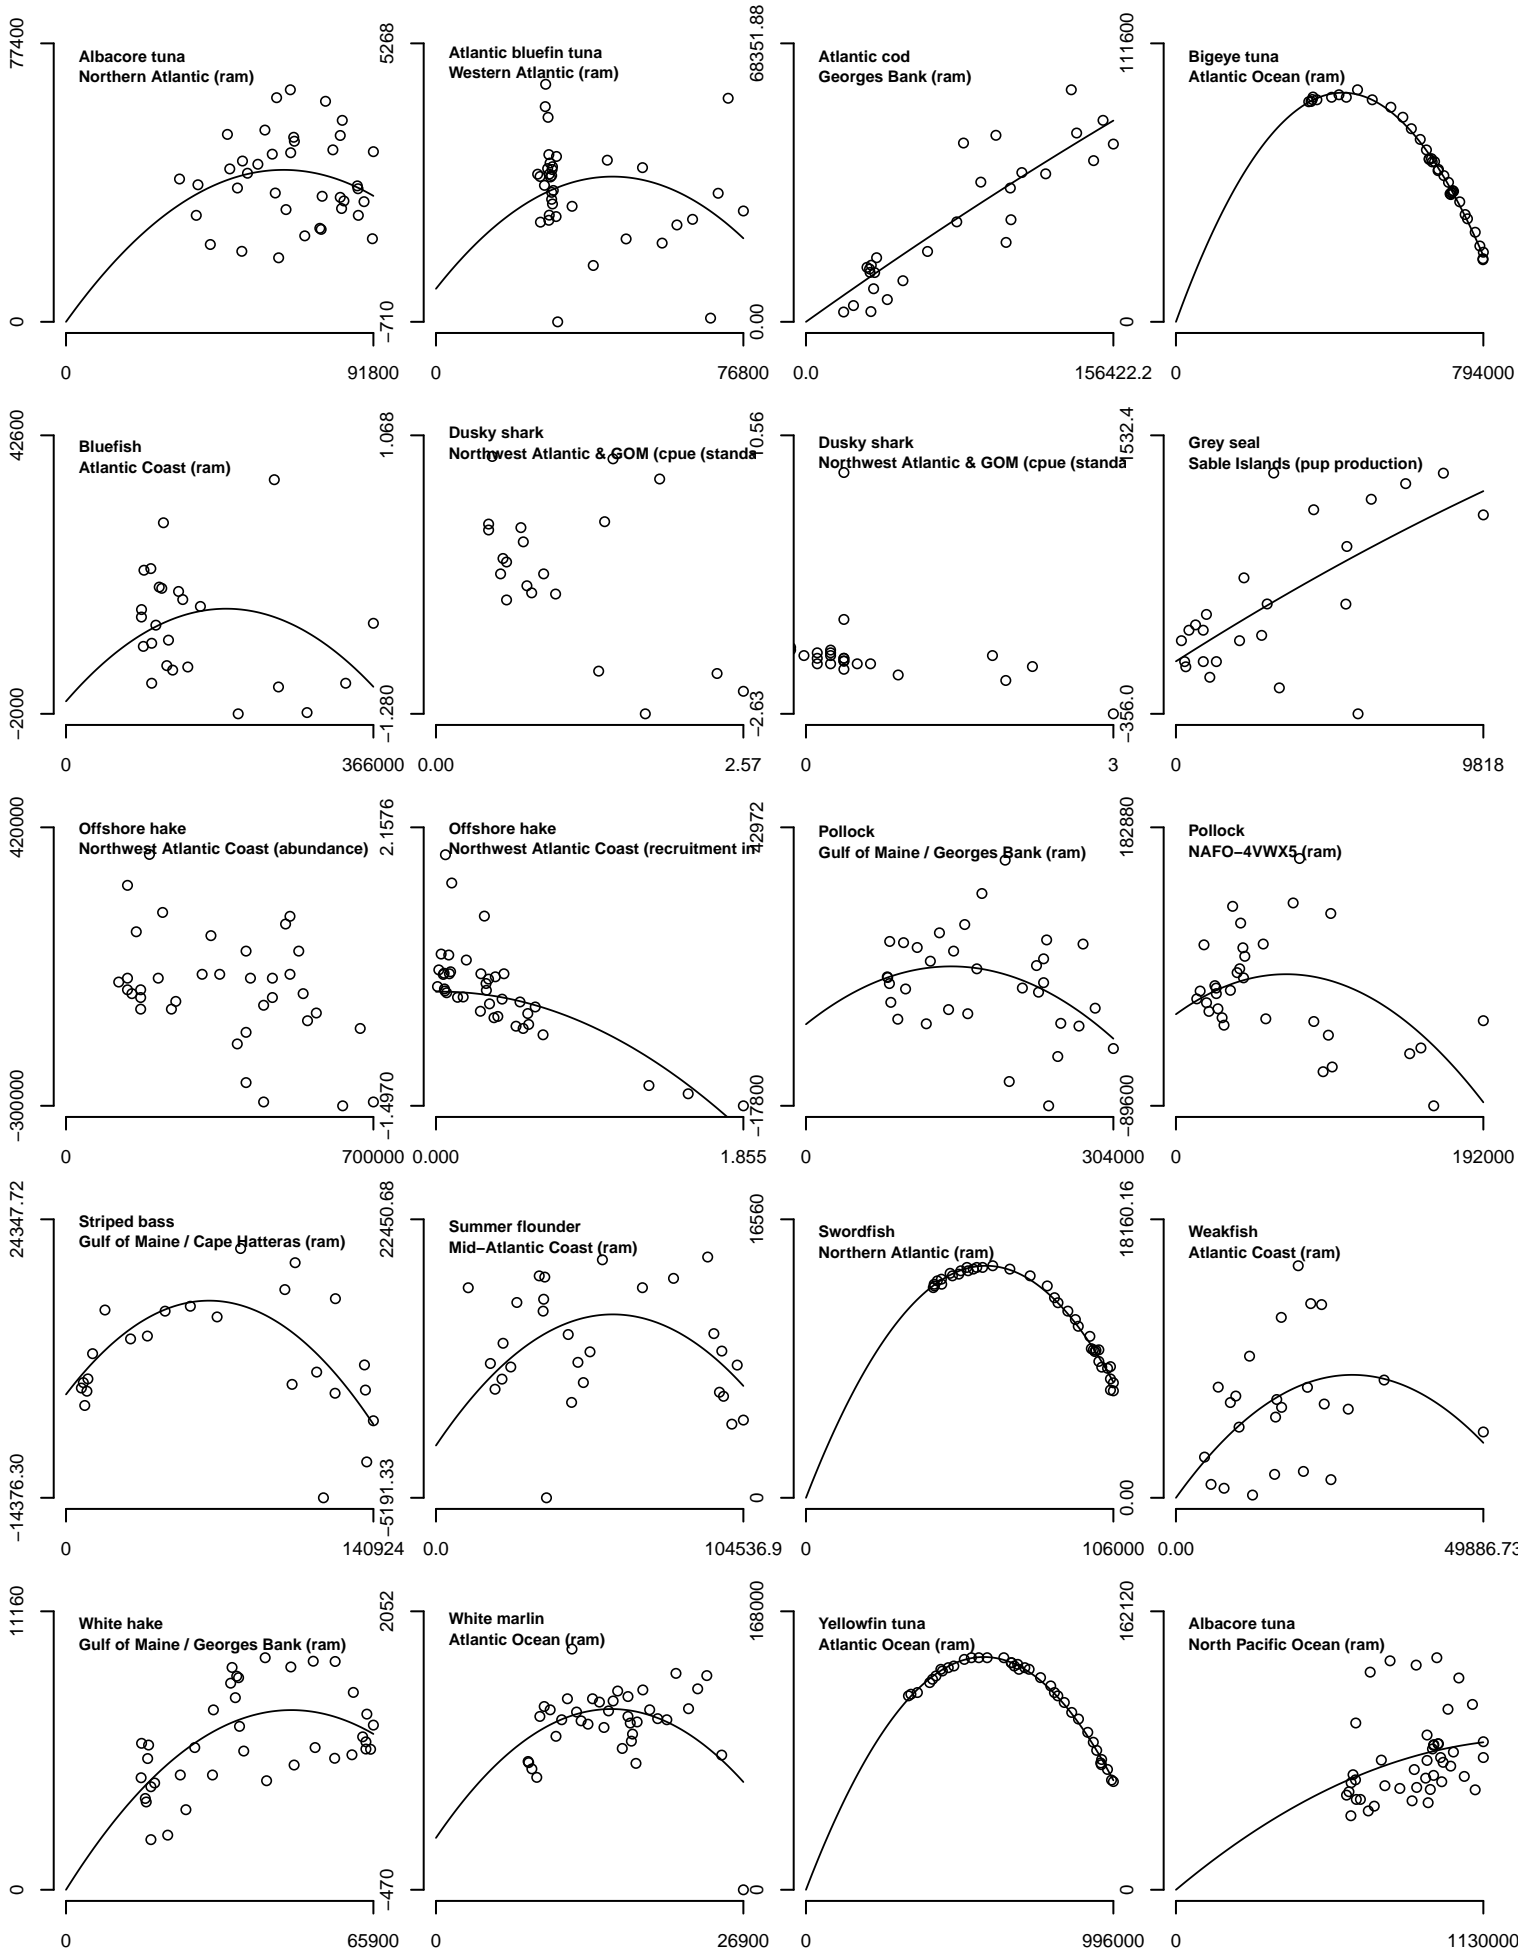 77400
0
Albacore tuna
Northern Atlantic (ram)
0
91800
5268
−710
Atlantic bluefin tuna
Western Atlantic (ram)
0
76800
68351.88
0.00
Atlantic cod
Georges Bank (ram)
0.0
156422.2
111600
0
Bigeye tuna
Atlantic Ocean (ram)
0
794000
42600
−2000
Bluefish
Atlantic Coast (ram)
0
366000
1.068
−1.280
Dusky shark
Northwest Atlantic & GOM (cpue (standa
0.00
2.57
10.56
−2.63
Dusky shark
Northwest Atlantic & GOM (cpue (standa
0
3
1532.4
−356.0
Grey seal
Sable Islands (pup production)
0
9818
420000
−300000
Offshore hake
Northwest Atlantic Coast (abundance)
0
700000
2.1576
−1.4970
Offshore hake
Northwest Atlantic Coast (recruitment in
0.000
1.855
42972
−17800
Pollock
Gulf of Maine / Georges Bank (ram)
0
304000
182880
−89600
Pollock
NAFO−4VWX5 (ram)
0
192000
24347.72
−14376.30
Striped bass
Gulf of Maine / Cape Hatteras (ram)
0
140924
22450.68
−5191.33
Summer flounder
Mid−Atlantic Coast (ram)
0.0
104536.9
16560
0
Swordfish
Northern Atlantic (ram)
0
106000
18160.16
0.00
Weakfish
Atlantic Coast (ram)
0.00
49886.73
11160
0
White hake
Gulf of Maine / Georges Bank (ram)
0
65900
2052
−470
White marlin
Atlantic Ocean (ram)
0
26900
168000
0
Yellowfin tuna
Atlantic Ocean (ram)
0
996000
162120
0
Albacore tuna
North Pacific Ocean (ram)
0
1130000